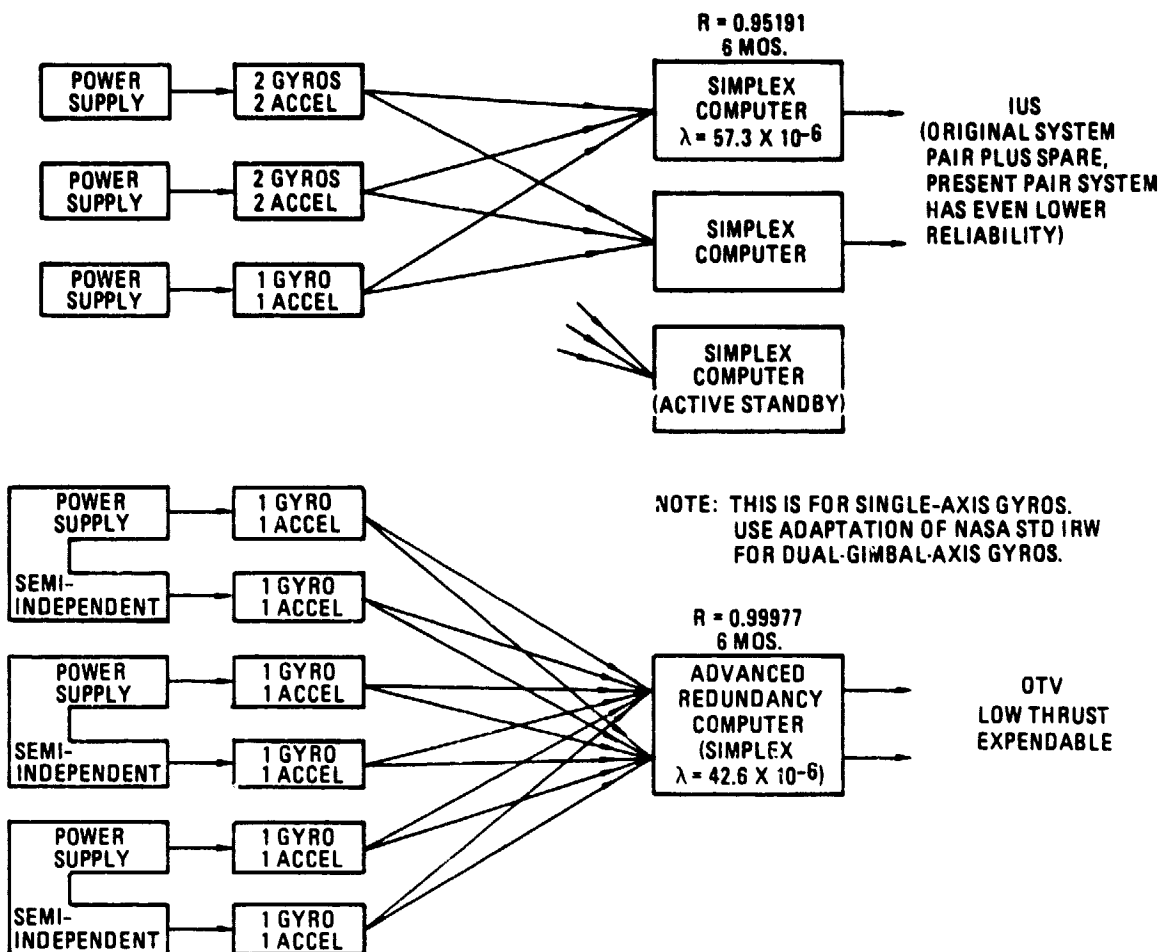 R = 0.95191
6 MOS.
POWER
SUPPLY
2 GYROS
2 ACCEL
SIMPLEX
COMPUTER
λ = 57.3 X 10-6
IUS
(ORIGINAL SYSTEM
PAIR PLUS SPARE,
PRESENT PAIR SYSTEM
HAS EVEN LOWER
RELIABILITY)
POWER
SUPPLY
2 GYROS
2 ACCEL
SIMPLEX
COMPUTER
POWER
SUPPLY
1 GYRO
1 ACCEL
SIMPLEX
COMPUTER
(ACTIVE STANDBY)
POWER
SUPPLY
1 GYRO
1 ACCEL
SEMI-
INDEPENDENT
1 GYRO
1 ACCEL
NOTE: THIS IS FOR SINGLE-AXIS GYROS.
USE ADAPTATION OF NASA STD IRW
FOR DUAL-GIMBAL-AXIS GYROS.
R = 0.99977
6 MOS.
POWER
SUPPLY
1 GYRO
1 ACCEL
SEMI-
INDEPENDENT
1 GYRO
1 ACCEL
ADVANCED
REDUNDANCY
COMPUTER
(SIMPLEX
λ = 42.6 X 10-6)
OTV
LOW THRUST
EXPENDABLE
POWER
SUPPLY
1 GYRO
1 ACCEL
SEMI-
INDEPENDENT
1 GYRO
1 ACCEL